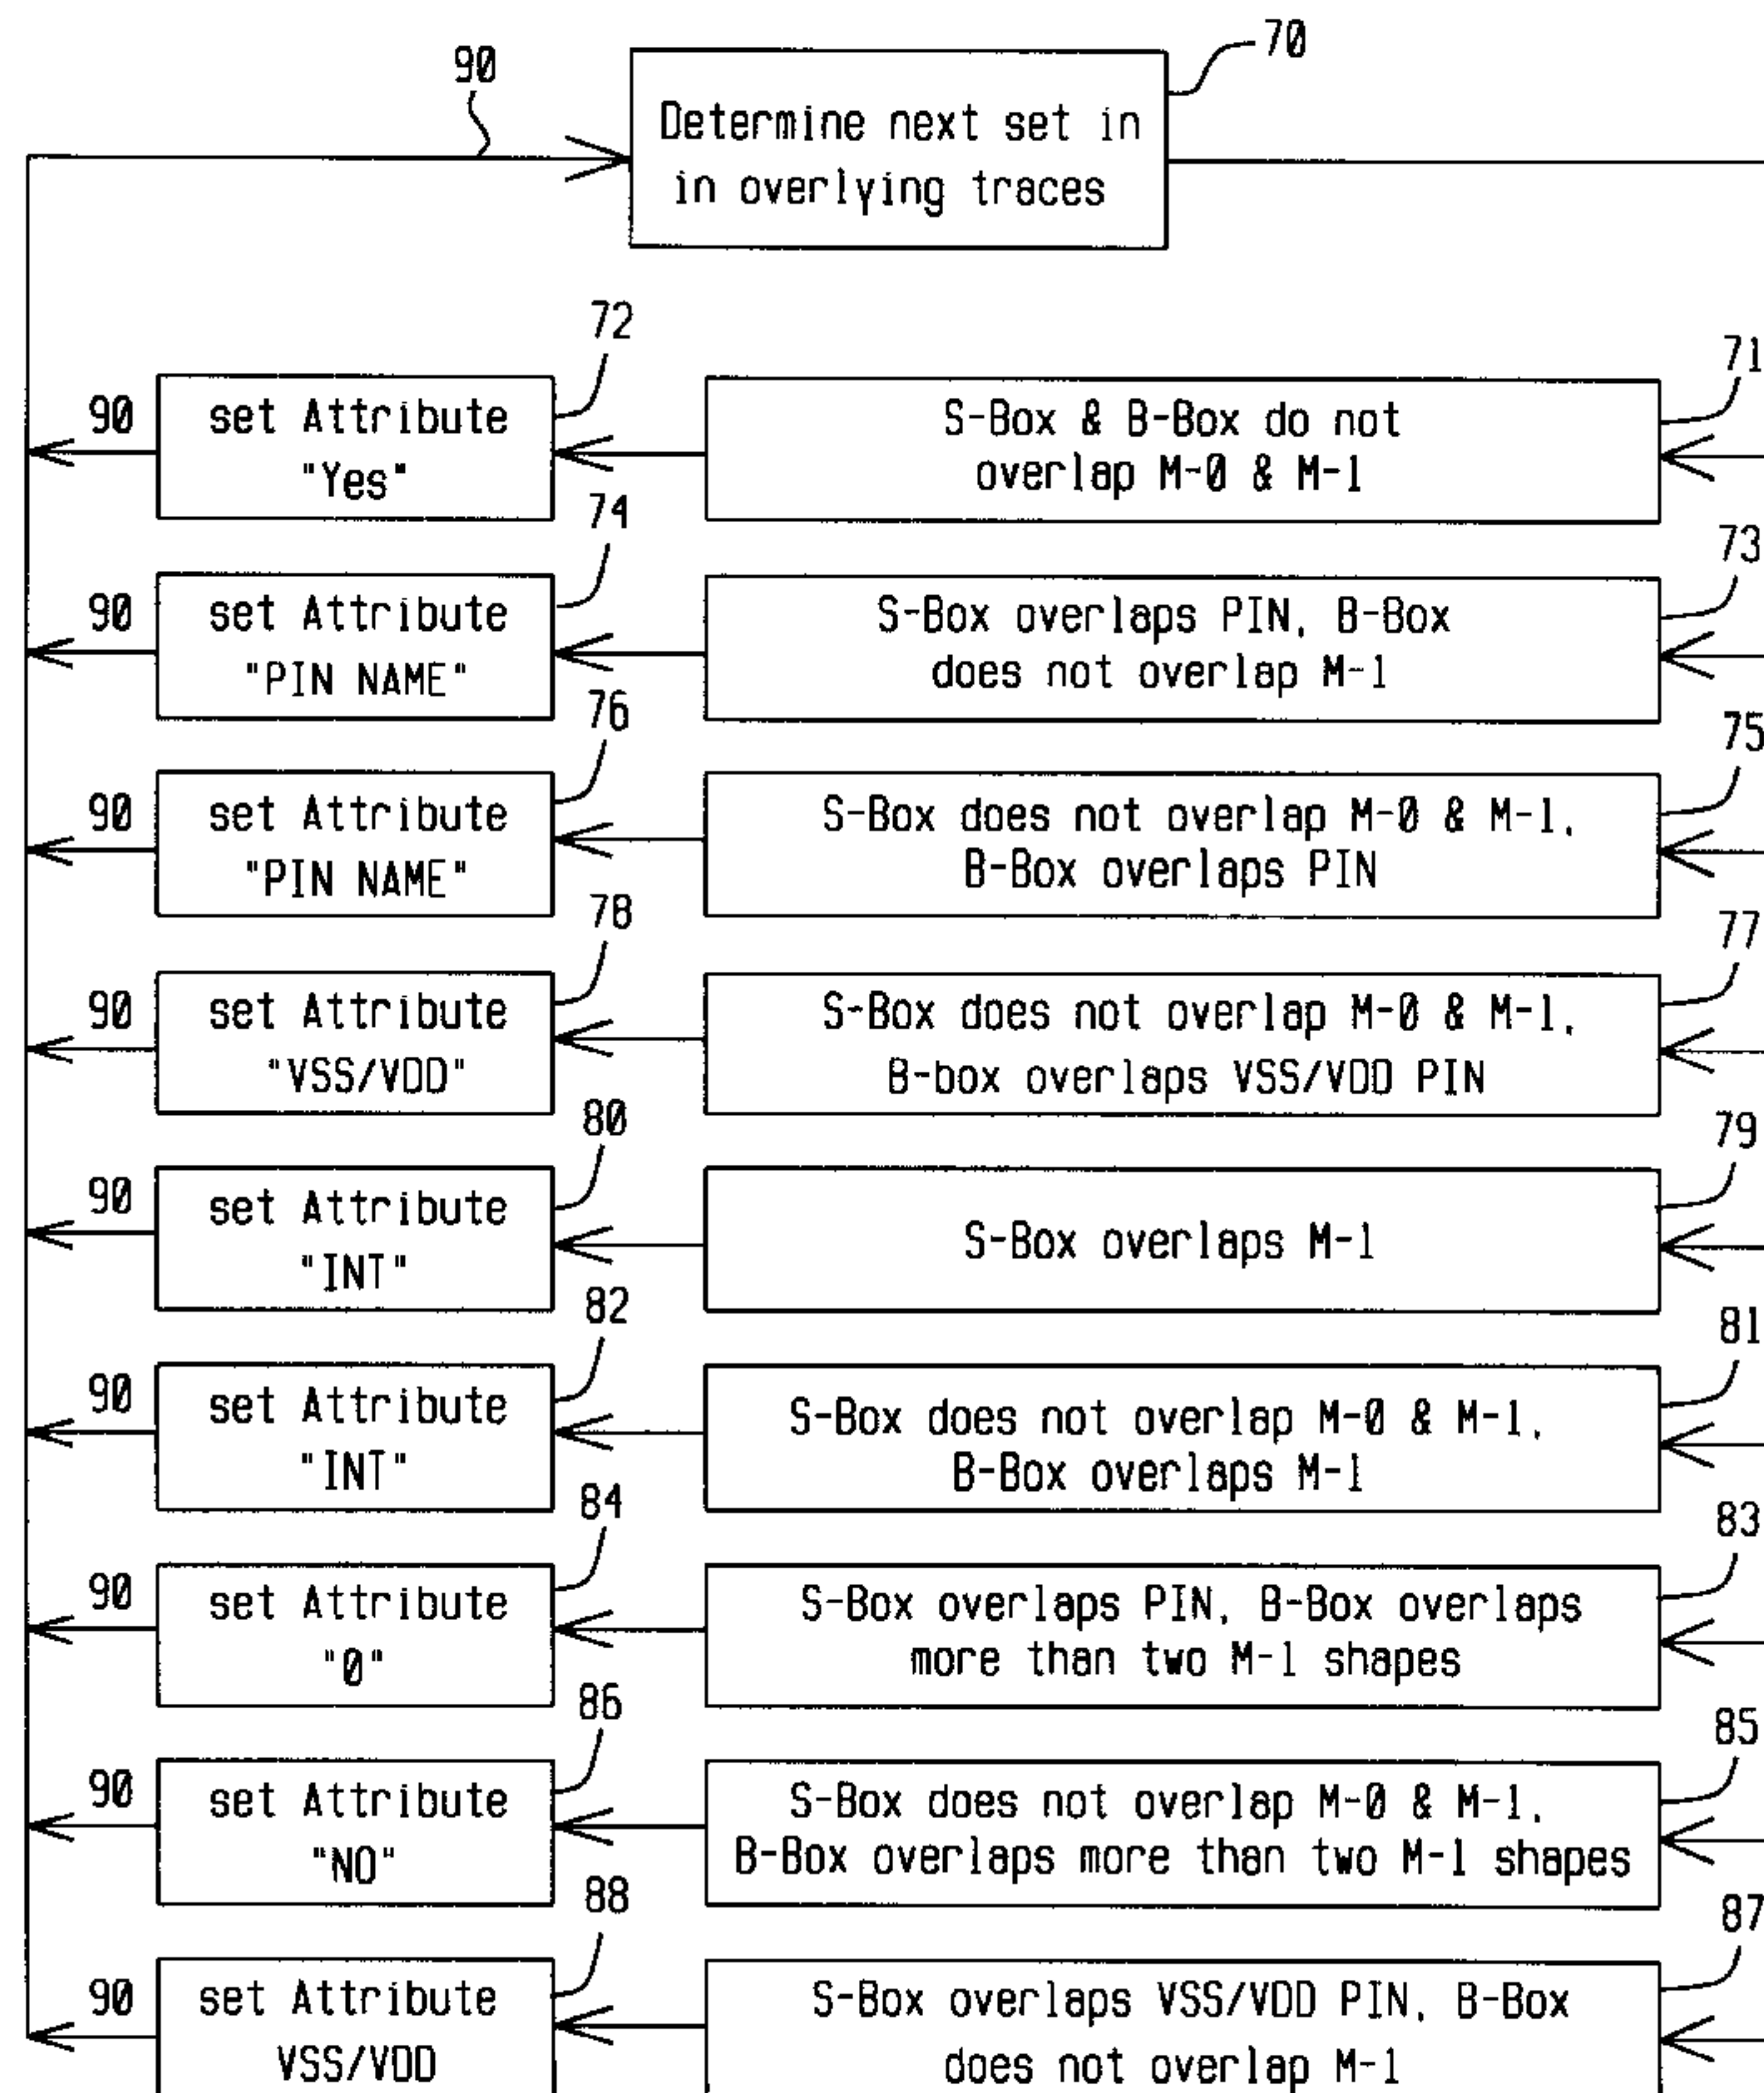 70
90
Determine next set in
in overlying traces
72
71
90
set Attribute
"Yes"
S-Box & B-Box do not
overlap M-0 & M-1
74
73
90
set Attribute
"PIN NAME"
S-Box overlaps PIN, B-Box
does not overlap M-1
76
75
90
set Attribute
"PIN NAME"
S-Box does not overlap M-0 & M-1,
B-Box overlaps PIN
78
77
90
set Attribute
"VSS/VDD"
S-Box does not overlap M-0 & M-1,
B-box overlaps VSS/VDD PIN
80
79
90
set Attribute
"INT"
S-Box overlaps M-1
82
81
90
set Attribute
"INT"
S-Box does not overlap M-0 & M-1,
B-Box overlaps M-1
84
83
90
set Attribute
"0"
S-Box overlaps PIN, B-Box overlaps
more than two M-1 shapes
86
85
90
set Attribute
"NO"
S-Box does not overlap M-0 & M-1,
B-Box overlaps more than two M-1 shapes
88
87
90
set Attribute
VSS/VDD
S-Box overlaps VSS/VDD PIN, B-Box
does not overlap M-1